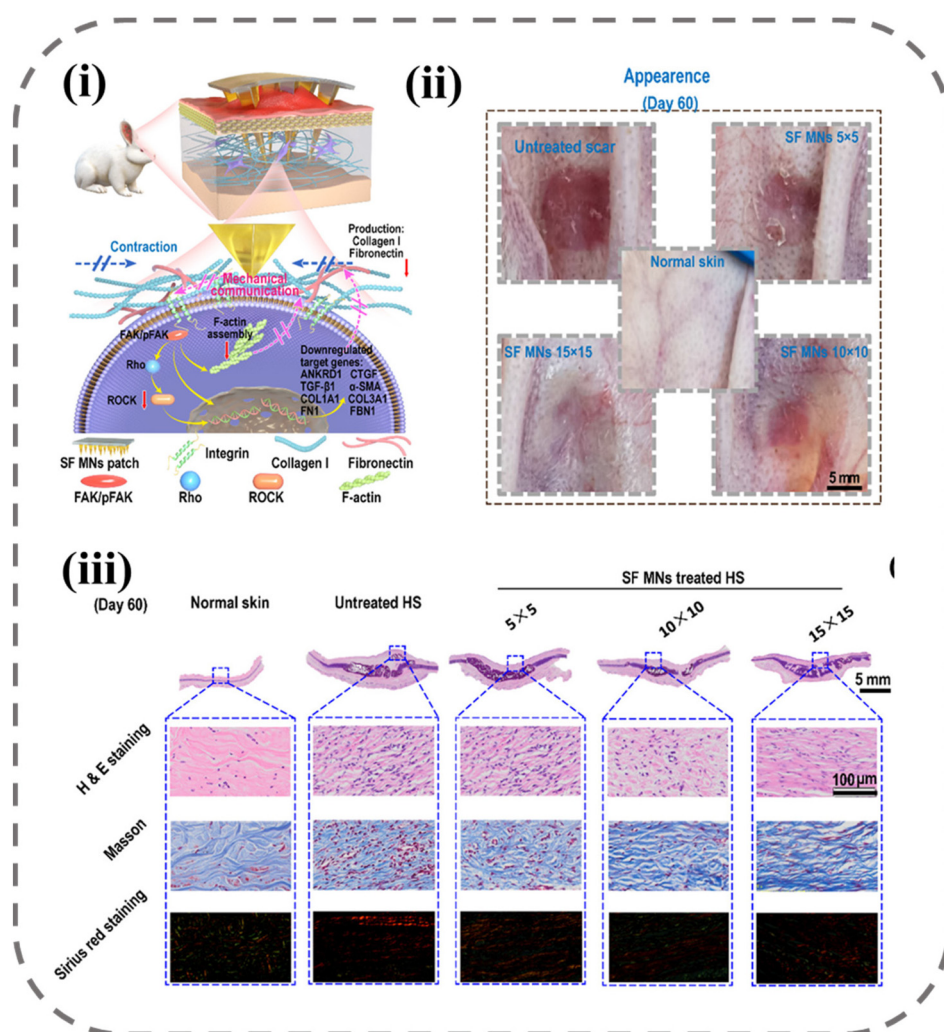 (i)
Contraction
Production:
Collagen I
Fibronectin
Mechanical
communication
FAK/pFAK
F-actin
assembly
Rho
ROCK
Downregulated
target genes:
ANKRD1 CTGF
TGF-β1 α-SMA
COL1A1 COL3A1
FN1 FBN1
SF MNs patch
Integrin
Collagen I
Fibronectin
FAK/pFAK
Rho
ROCK
F-actin
(ii)
Appearence
(Day 60)
Untreated scar
SF MNs 5×5
Normal skin
SF MNs 15×15
SF MNs 10×10
5 mm
(iii)
(Day 60)
Normal skin
Untreated HS
SF MNs treated HS
5×5
10×10
15×15
5 mm
H & E staining
100 μm
Masson
Sirius red staining